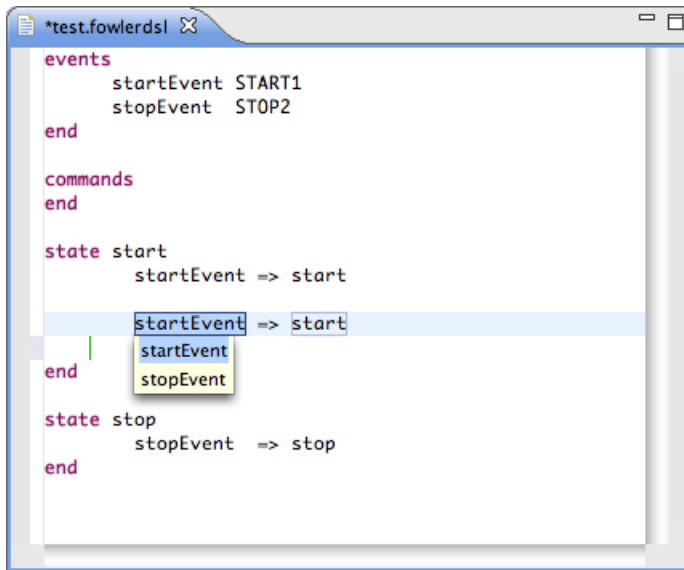 *test.fowlerdsl
events
startEvent START1
stopEvent STOP2
end
commands
end
state start
startEvent => start
startEvent => start
startEvent
end
stopEvent
state stop
stopEvent => stop
end